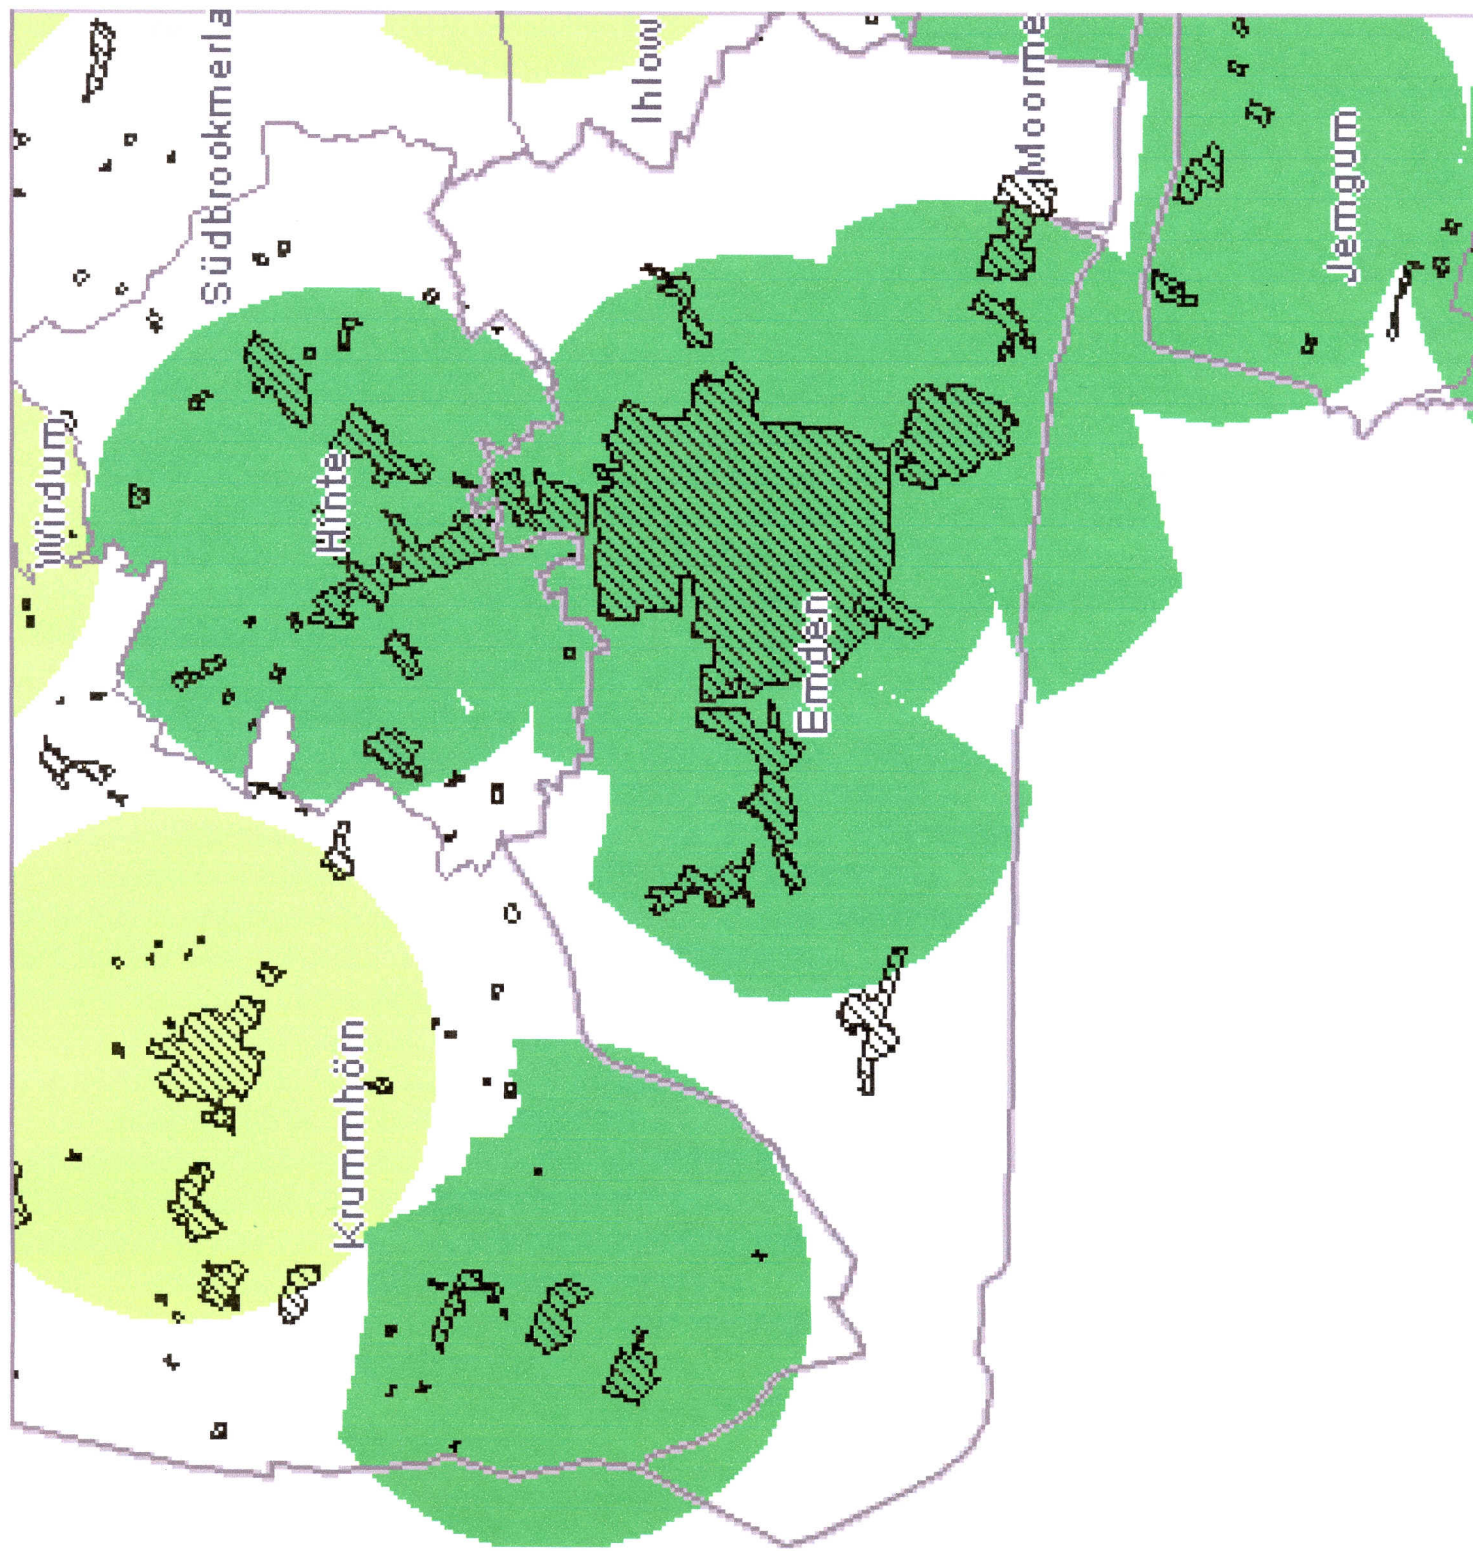 Wirdum
Südbrookmerla
Ihlow
Moorme
Hinte
Jemgum
Emden
Krummhörn